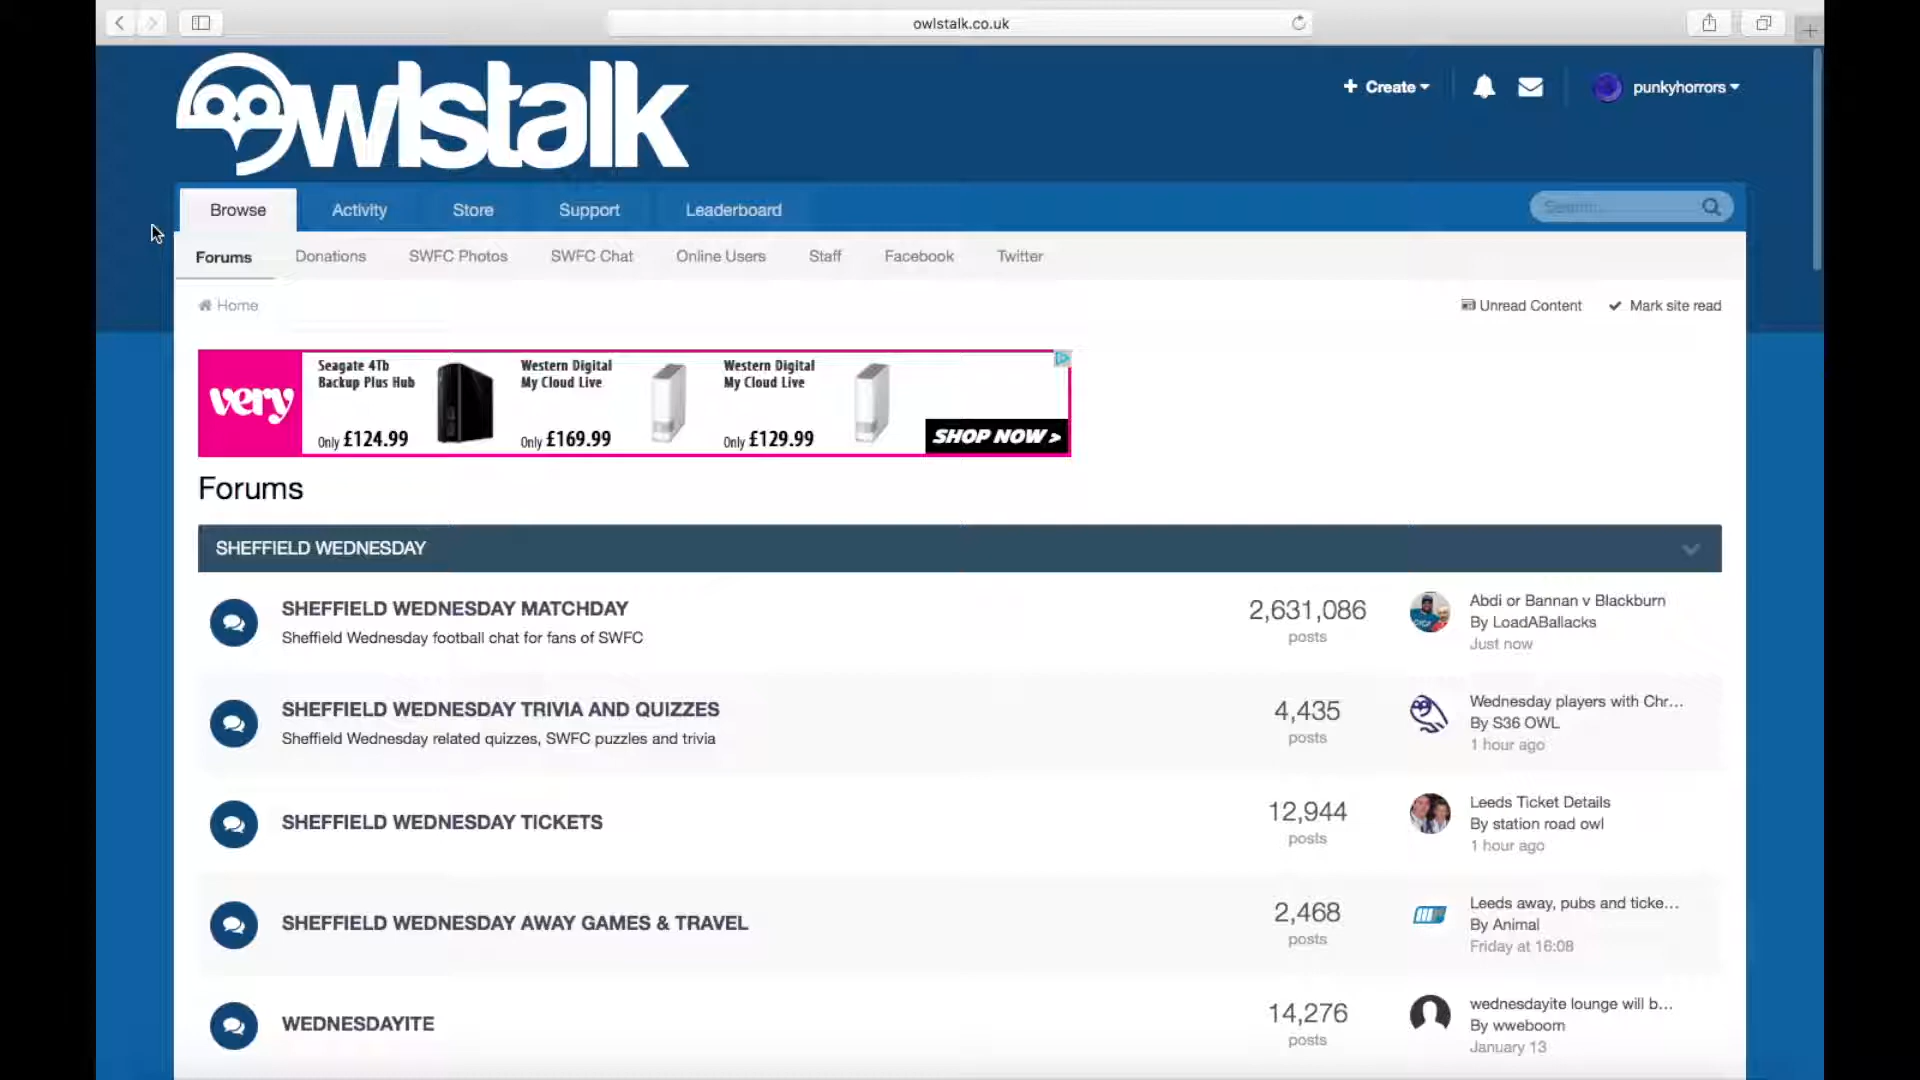 owlstalk.co.uk
Owlstalk
+ Create
punkyhorrors
Browse
Activity
Store
Support
Leaderboard
Search...
Forums
Donations
SWFC Photos
SWFC Chat
Online Users
Staff
Facebook
Twitter
Home
Unread Content
Mark site read
very
Seagate 4Tb
Backup Plus Hub
Only £124.99
Western Digital
My Cloud Live
Only £169.99
Western Digital
My Cloud Live
Only £129.99
SHOP NOW >
Forums
SHEFFIELD WEDNESDAY
SHEFFIELD WEDNESDAY MATCHDAY
Sheffield Wednesday football chat for fans of SWFC
2,631,086
posts
Abdi or Bannan v Blackburn
By LoadABallacks
Just now
SHEFFIELD WEDNESDAY TRIVIA AND QUIZZES
Sheffield Wednesday related quizzes, SWFC puzzles and trivia
4,435
posts
Wednesday players with Chr...
By S36 OWL
1 hour ago
SHEFFIELD WEDNESDAY TICKETS
12,944
posts
Leeds Ticket Details
By station road owl
1 hour ago
SHEFFIELD WEDNESDAY AWAY GAMES & TRAVEL
2,468
posts
Leeds away, pubs and ticke...
By Animal
Friday at 16:08
WEDNESDAYITE
14,276
posts
wednesdayite lounge will b...
By wweboom
January 13